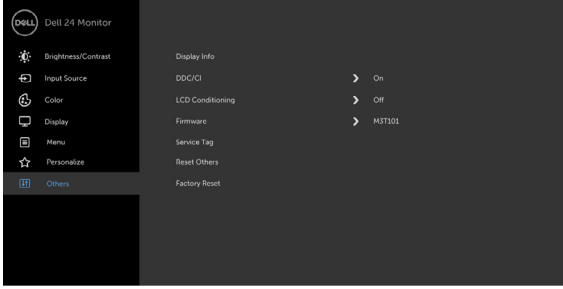 DELL Dell 24 Monitor
Brightness/Contrast
Display Info
Input Source
DDC/CI On
Color
LCD Conditioning Off
Display
Firmware M3T101
Menu
Service Tag
Personalize
Reset Others
Others
Factory Reset